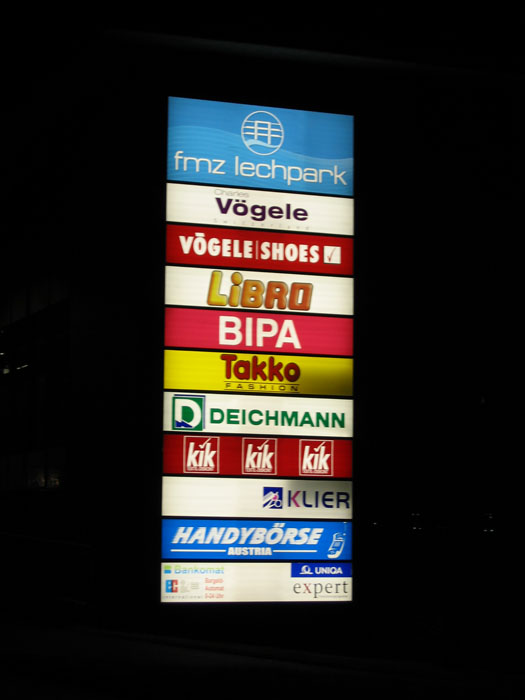 fmz lechpark
Charles
Vögele
SWITZERLAND
VÖGELE SHOES
LiBRO
BIPA
Takko
FASHION
DEICHMANN
kik kik kik
KLIER
HANDYBÖRSE
AUSTRIA
Bankomat
UNIQA
expert